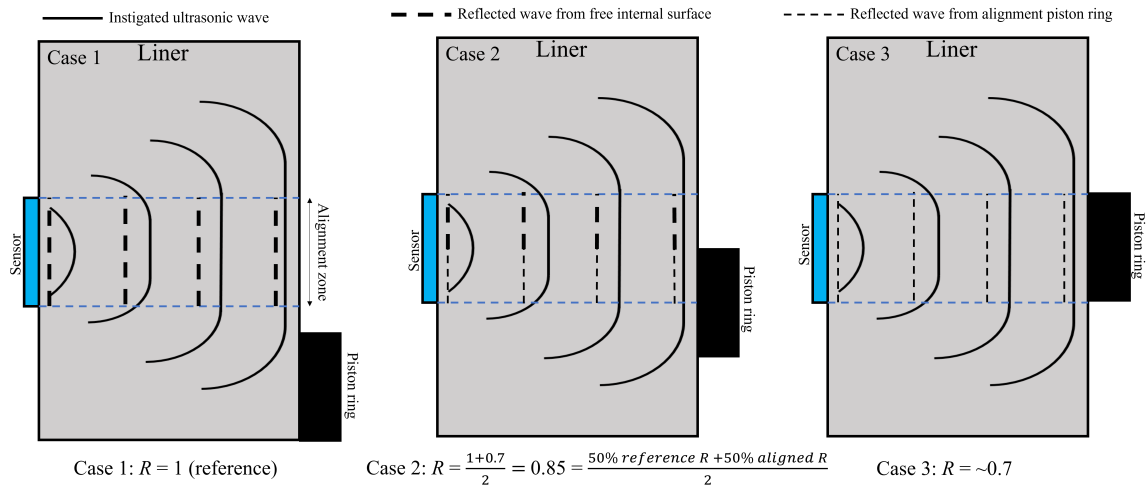 Instigated ultrasonic wave
Reflected wave from free internal surface
Reflected wave from alignment piston ring
Case 1
Liner
Sensor
Alignment zone
Piston ring
Case 2
Liner
Sensor
Piston ring
Case 3
Liner
Sensor
Piston ring
Case 1: R = 1 (reference)
Case 2: R = \frac{1+0.7}{2} = 0.85 = \frac{50% reference R +50% aligned R}{2}
Case 3: R = ~0.7